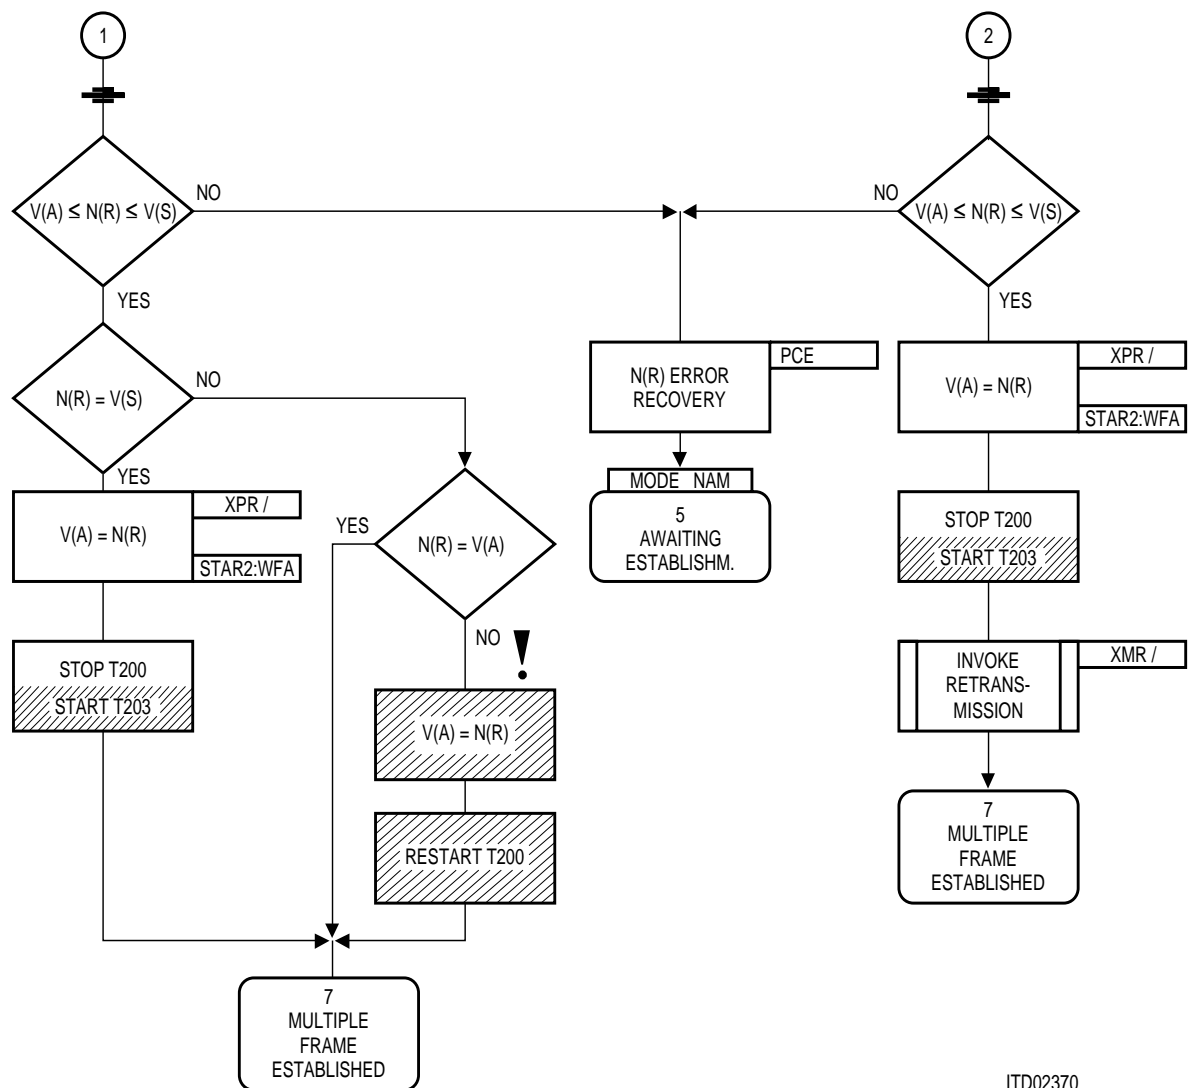 1
2
V(A) ≤ N(R) ≤ V(S)
NO
NO
V(A) ≤ N(R) ≤ V(S)
YES
YES
N(R) = V(S)
NO
N(R) ERROR
RECOVERY
PCE
V(A) = N(R)
XPR /
STAR2:WFA
YES
MODE NAM
5
AWAITING
ESTABLISHM.
V(A) = N(R)
XPR /
STAR2:WFA
YES
N(R) = V(A)
STOP T200
START T203
NO
!
STOP T200
START T203
INVOKE
RETRANS-
MISSION
XMR /
V(A) = N(R)
RESTART T200
7
MULTIPLE
FRAME
ESTABLISHED
7
MULTIPLE
FRAME
ESTABLISHED
ITD02370